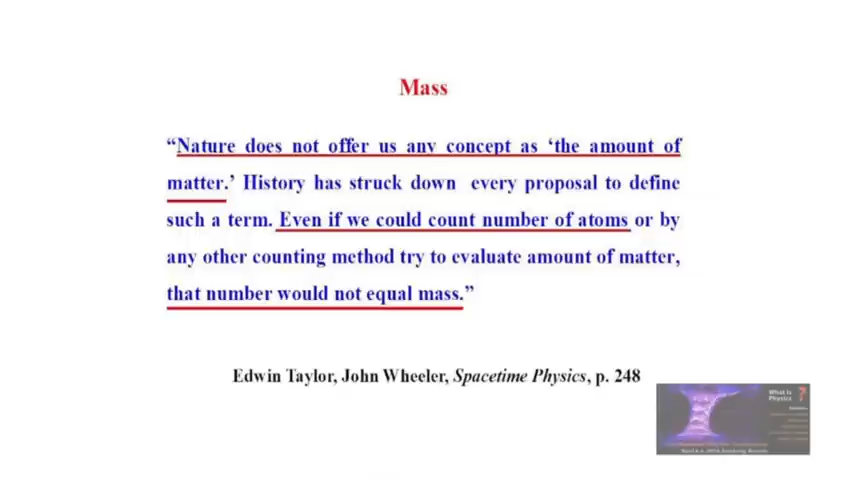 Mass
“Nature does not offer us any concept as ‘the amount of
matter.’ History has struck down every proposal to define
such a term. Even if we could count number of atoms or by
any other counting method try to evaluate amount of matter,
that number would not equal mass.”
Edwin Taylor, John Wheeler, Spacetime Physics, p. 248
What is
Physics ?